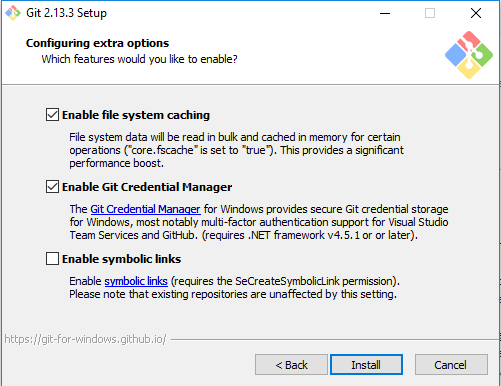 Git 2.13.3 Setup
Configuring extra options
Which features would you like to enable?
Enable file system caching
File system data will be read in bulk and cached in memory for certain
operations ("core.fscache" is set to "true"). This provides a significant
performance boost.
Enable Git Credential Manager
The Git Credential Manager for Windows provides secure Git credential storage
for Windows, most notably multi-factor authentication support for Visual Studio
Team Services and GitHub. (requires .NET framework v4.5.1 or or later).
Enable symbolic links
Enable symbolic links (requires the SeCreateSymbolicLink permission).
Please note that existing repositories are unaffected by this setting.
https://git-for-windows.github.io/
< Back
Install
Cancel